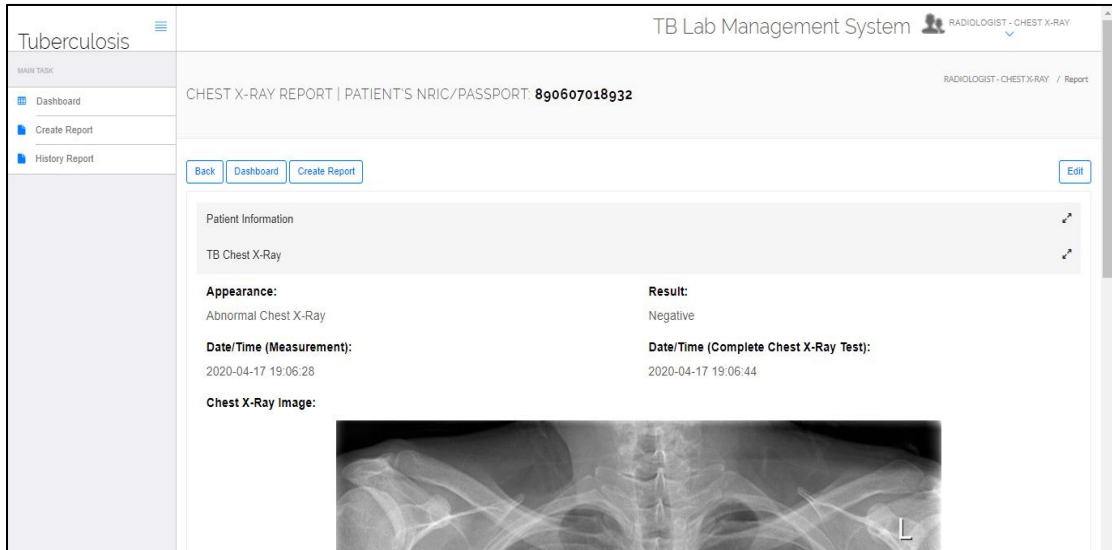 Tuberculosis
TB Lab Management System
RADIOLOGIST - CHEST X-RAY
MAIN TASK
Dashboard
Create Report
History Report
RADIOLOGIST - CHEST X-RAY / Report
CHEST X-RAY REPORT | PATIENT'S NRIC/PASSPORT: 890607018932
Back Dashboard Create Report Edit
Patient Information
TB Chest X-Ray
Appearance: Result:
Abnormal Chest X-Ray Negative
Date/Time (Measurement): Date/Time (Complete Chest X-Ray Test):
2020-04-17 19:06:28 2020-04-17 19:06:44
Chest X-Ray Image:
L